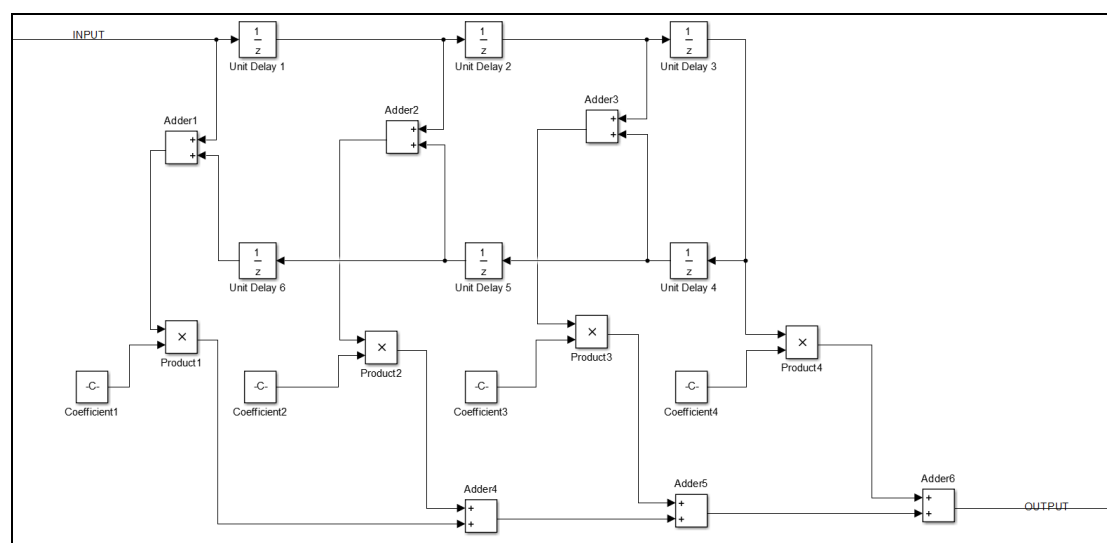 INPUT
1
z
Unit Delay 1
1
z
Unit Delay 2
1
z
Unit Delay 3
Adder1
+
+
Adder2
+
+
Adder3
+
+
1
z
Unit Delay 6
1
z
Unit Delay 5
1
z
Unit Delay 4
×
Product1
×
Product2
×
Product3
×
Product4
-C-
Coefficient1
-C-
Coefficient2
-C-
Coefficient3
-C-
Coefficient4
Adder4
+
+
Adder5
+
+
Adder6
+
+
OUTPUT